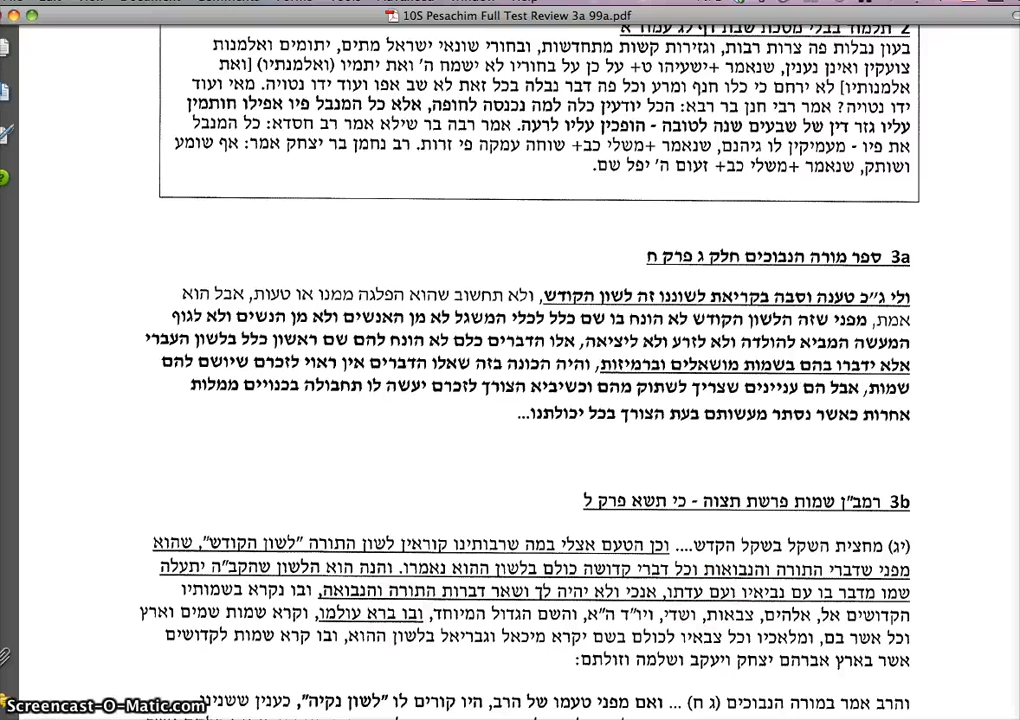 10S Pesachim Full Test Review 3a 99a.pdf
2 תלמוד בבלי מסכת שבת דף לג עמוד א
בעון נבלות פה צרות רבות, וגזירות קשות מתחדשות, ובחורי שונאי ישראל מתים, יתומים ואלמנות
צועקין ואינן נענין, שנאמר +ישעיהו ט+ על כן על בחוריו לא ישמח ה' ואת יתמיו (ואלמנתיו) [ואת
אלמנותיו] לא ירחם כי כלו חנף ומרע וכל פה דבר נבלה בכל זאת לא שב אפו ועוד ידו נטויה. מאי ועוד
ידו נטויה? אמר רבי חנן בר רבא: הכל יודעין כלה למה נכנסה לחופה, אלא כל המנבל פיו אפילו חותמין
עליו גזר דין של שבעים שנה לטובה - הופכין עליו לרעה. אמר רבה בר שילא אמר רב חסדא: כל המנבל
את פיו - מעמיקין לו גיהנם, שנאמר +משלי כב+ שוחה עמקה פי זרות. רב נחמן בר יצחק אמר: אף שומע
ושותק, שנאמר +משלי כב+ זעום ה' יפל שם.
3a ספר מורה הנבוכים חלק ג פרק ח
ולי ג"כ טענה וסבה בקריאת לשוננו זה לשון הקודש, ולא תחשוב שהוא הפלגה ממנו או טעות, אבל הוא
אמת, מפני שזה הלשון הקודש לא הונח בו שם כלל לכלי המשגל לא מן האנשים ולא מן הנשים ולא לגוף
המעשה המביא להולדה ולא לזרע ולא ליציאה, אלו הדברים כלם לא הונח להם שם ראשון כלל בלשון העברי
אלא ידברו בהם בשמות מושאלים וברמיזות, והיה הכונה בזה שאלו הדברים אין ראוי לזכרם שיושם להם
שמות, אבל הם עניינים שצריך לשתוק מהם וכשיביא הצורך לזכרם יעשה לו תחבולה בכנויים ממלות
אחרות כאשר נסתר מעשותם בעת הצורך בכל יכולתנו...
3b רמב"ן שמות פרשת תצוה - כי תשא פרק ל
(יג) מחצית השקל בשקל הקדש.... וכן הטעם אצלי במה שרבותינו קוראין לשון התורה "לשון הקודש", שהוא
מפני שדברי התורה והנבואות וכל דברי קדושה כולם בלשון ההוא נאמרו. והנה הוא הלשון שהקב"ה יתעלה
שמו מדבר בו עם נביאיו ועם עדתו, אנכי ולא יהיה לך ושאר דברות התורה והנבואה, ובו נקרא בשמותיו
הקדושים אל, אלהים, צבאות, ושדי, ויו"ד ה"א, והשם הגדול המיוחד, ובו ברא עולמו, וקרא שמות שמים וארץ
וכל אשר בם, ומלאכיו וכל צבאיו לכולם בשם יקרא מיכאל וגבריאל בלשון ההוא, ובו קרא שמות לקדושים
אשר בארץ אברהם יצחק ויעקב ושלמה וזולתם:
והרב אמר במורה הנבוכים (ג ח) ... ואם מפני טעמו של הרב, היו קורים לו "לשון נקיה", כענין ששנינו
Screencast-O-Matic.com